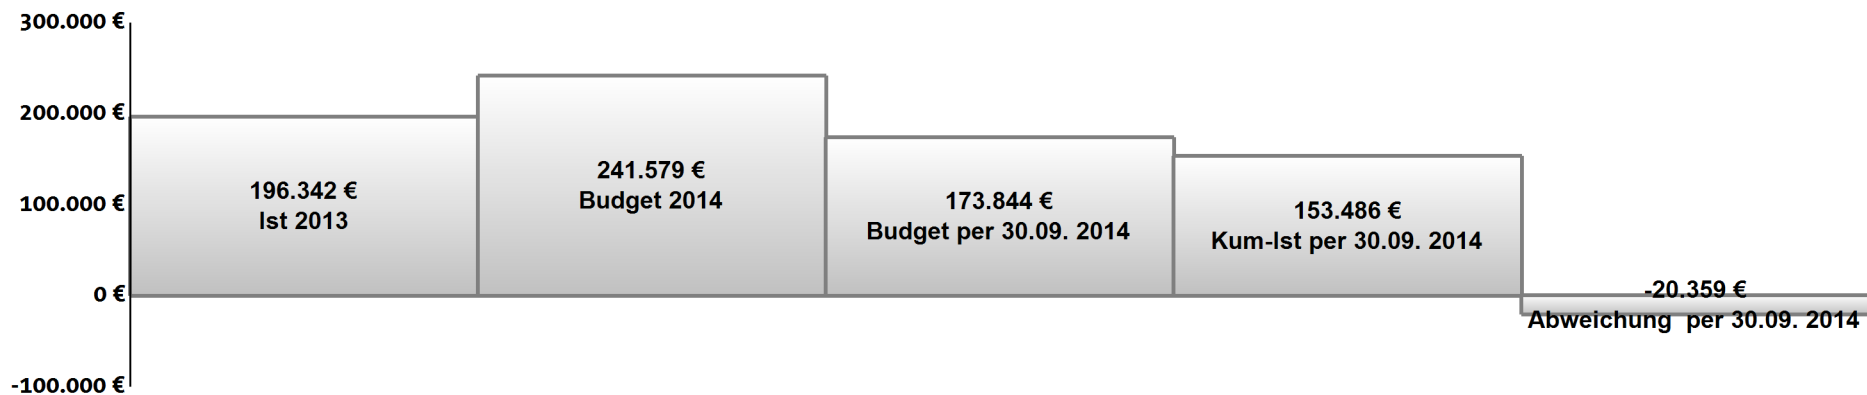 300.000 €
200.000 €
100.000 €
0 €
-100.000 €
196.342 €
Ist 2013
241.579 €
Budget 2014
173.844 €
Budget per 30.09. 2014
153.486 €
Kum-Ist per 30.09. 2014
-20.359 €
Abweichung  per 30.09. 2014